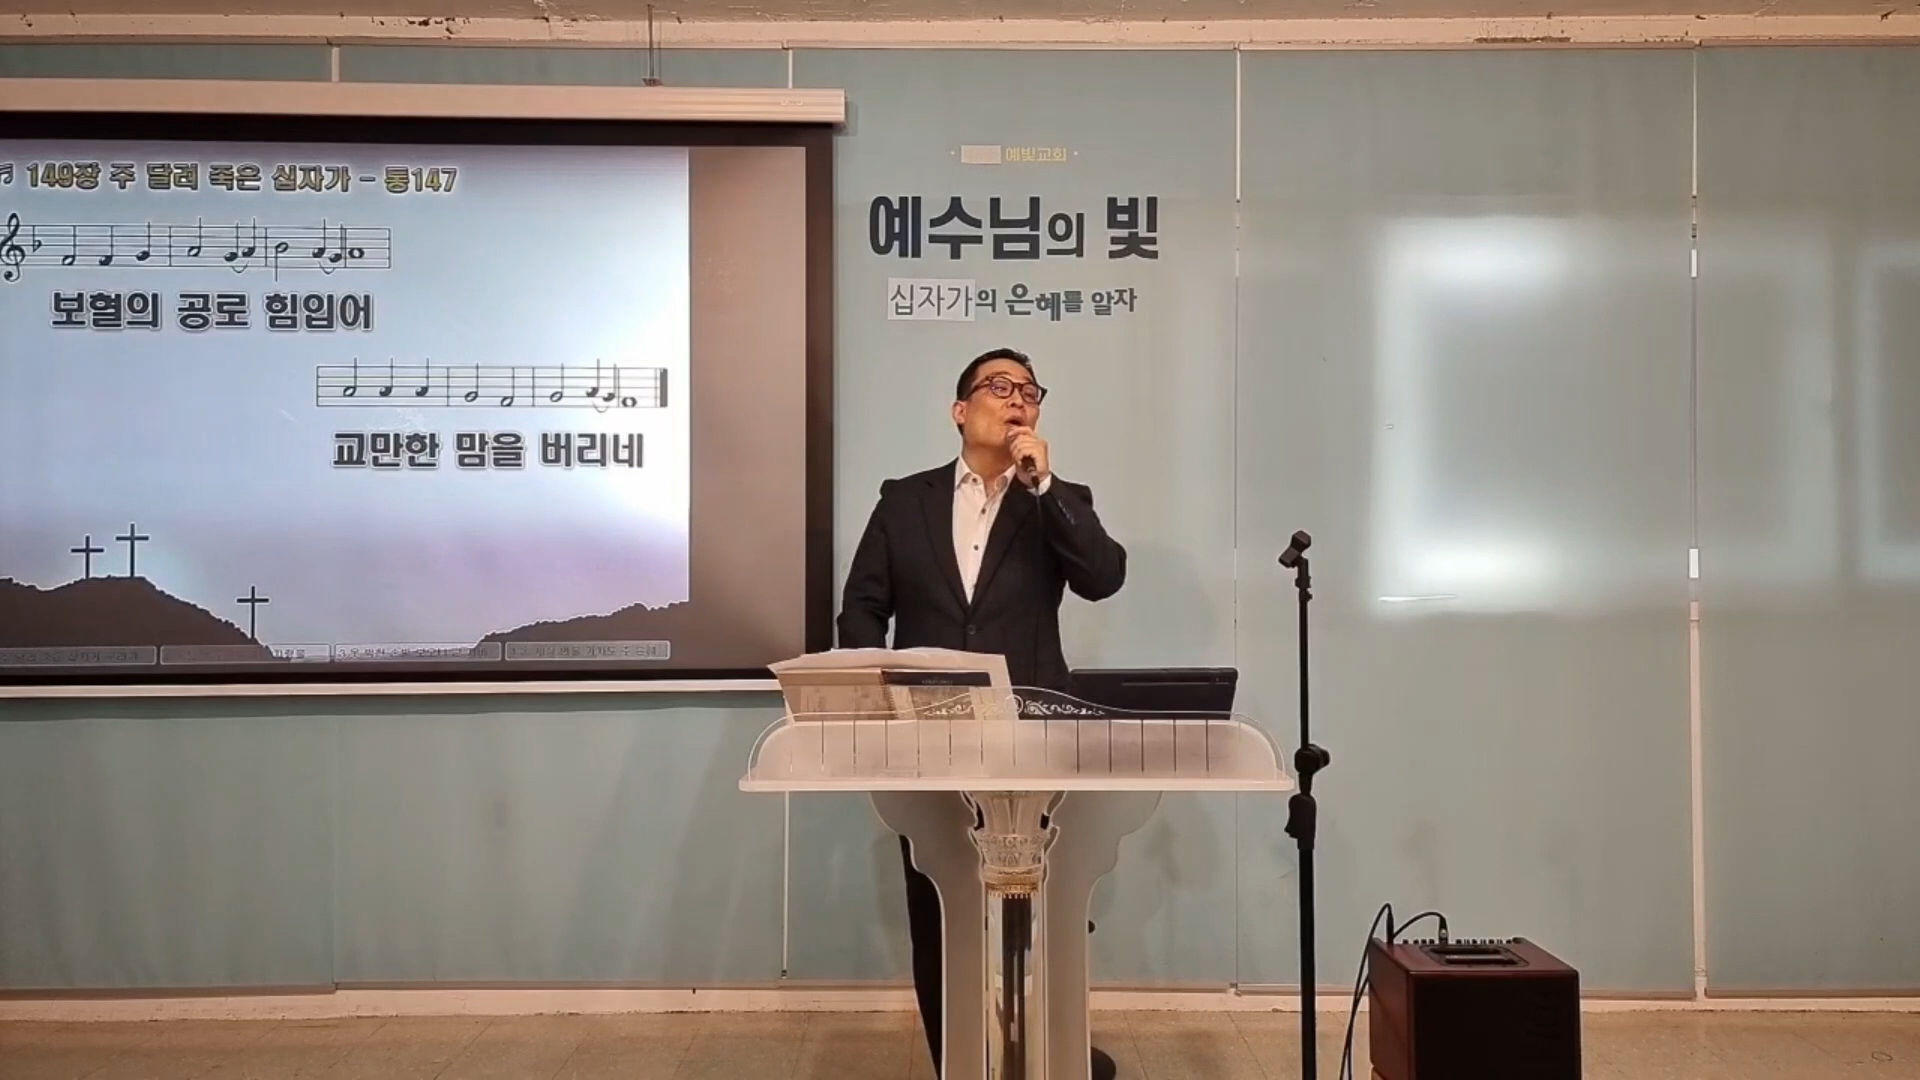 149장 주 달려 죽은 십자가 - 통147
보혈의 공로 힘입어
교만한 맘을 버리네
예빛교회
예수님의 빛
십자가의 은혜를 알자